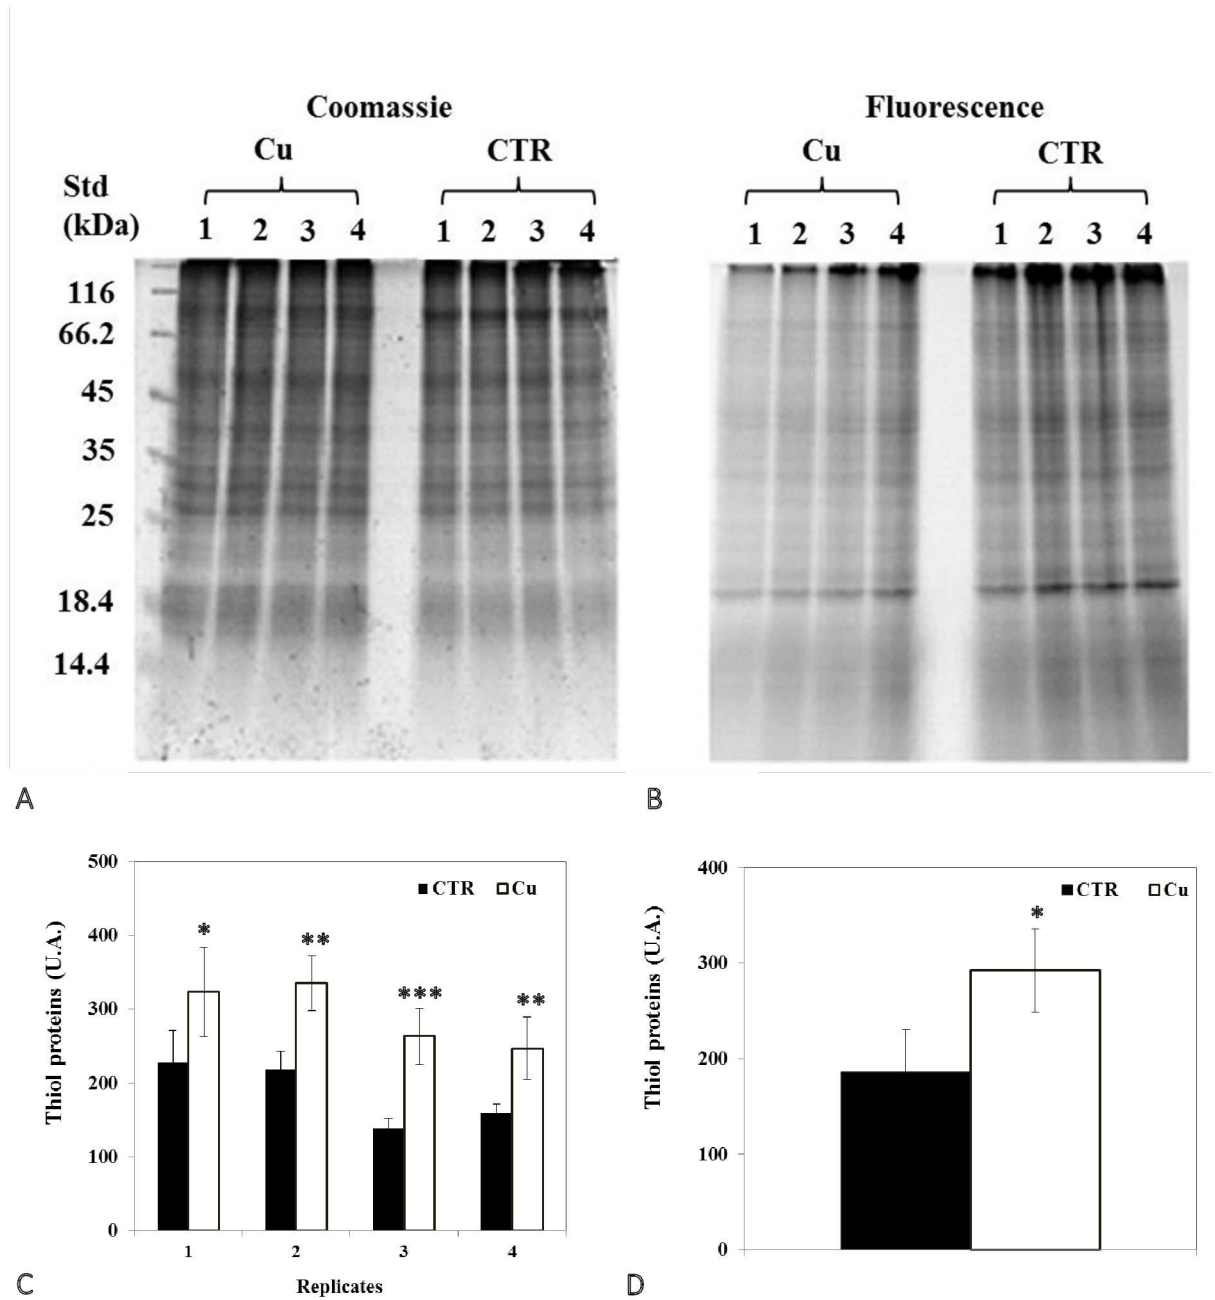 Coomassie
Fluorescence
Cu
CTR
Cu
CTR
Std
(kDa)
1 2 3 4
1 2 3 4
1 2 3 4
1 2 3 4
116
66.2
45
35
25
18.4
14.4
A
B
500
400
300
200
100
0
Thiol proteins (U.A.)
CTR Cu
*
**
***
**
1 2 3 4
Replicates
C
400
300
200
100
0
Thiol proteins (U.A.)
CTR Cu
*
D